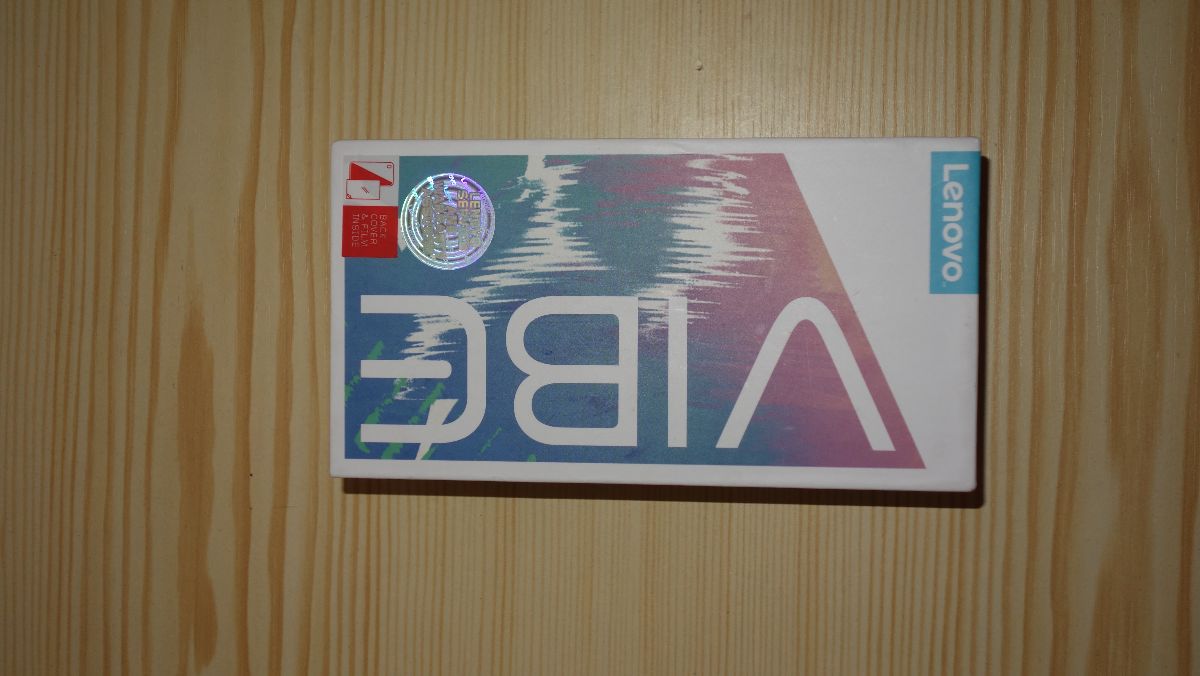 Lenovo
VIBE
BACK
COVER
& FILM
INSIDE